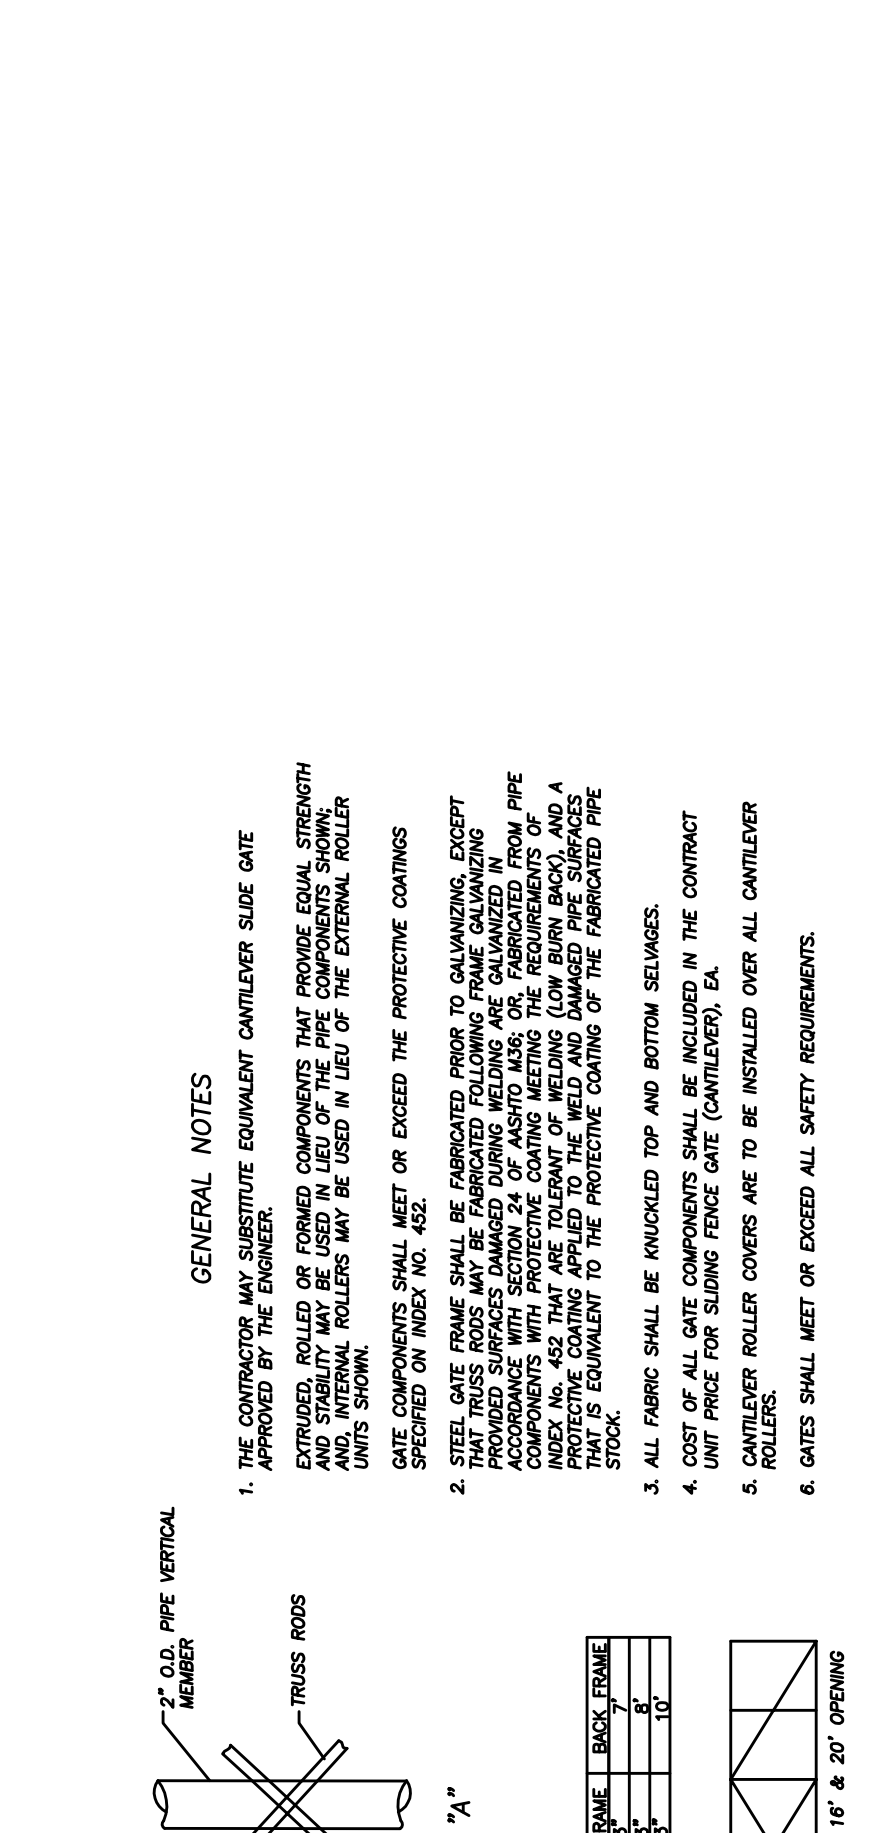 GENERAL NOTES
1. THE CONTRACTOR MAY SUBSTITUTE EQUIVALENT CANTILEVER SLIDE GATE
APPROVED BY THE ENGINEER.
EXTRUDED, ROLLED OR FORMED COMPONENTS THAT PROVIDE EQUAL STRENGTH
AND STABILITY MAY BE USED IN LIEU OF THE PIPE COMPONENTS SHOWN;
AND, INTERNAL ROLLERS MAY BE USED IN LIEU OF THE EXTERNAL ROLLER
UNITS SHOWN.
GATE COMPONENTS SHALL MEET OR EXCEED THE PROTECTIVE COATINGS
SPECIFIED ON INDEX NO. 452.
2. STEEL GATE FRAME SHALL BE FABRICATED PRIOR TO GALVANIZING, EXCEPT
THAT TRUSS RODS MAY BE FABRICATED FOLLOWING FRAME GALVANIZING
PROVIDED SURFACES DAMAGED DURING WELDING ARE GALVANIZED IN
ACCORDANCE WITH SECTION 24 OF AASHTO M36; OR, FABRICATED FROM PIPE
COMPONENTS WITH PROTECTIVE COATING MEETING THE REQUIREMENTS OF
INDEX No. 452 THAT ARE TOLERANT OF WELDING (LOW BURN BACK), AND A
PROTECTIVE COATING APPLIED TO THE WELD AND DAMAGED PIPE SURFACES
THAT IS EQUIVALENT TO THE PROTECTIVE COATING OF THE FABRICATED PIPE
STOCK.
3. ALL FABRIC SHALL BE KNUCKLED TOP AND BOTTOM SELVAGES.
4. COST OF ALL GATE COMPONENTS SHALL BE INCLUDED IN THE CONTRACT
UNIT PRICE FOR SLIDING FENCE GATE (CANTILEVER), EA.
5. CANTILEVER ROLLER COVERS ARE TO BE INSTALLED OVER ALL CANTILEVER
ROLLERS.
6. GATES SHALL MEET OR EXCEED ALL SAFETY REQUIREMENTS.
2" O.D. PIPE VERTICAL
MEMBER
TRUSS RODS
"A"
RAME BACK FRAME
3" 7'
3" 8'
3" 10'
16' & 20' OPENING